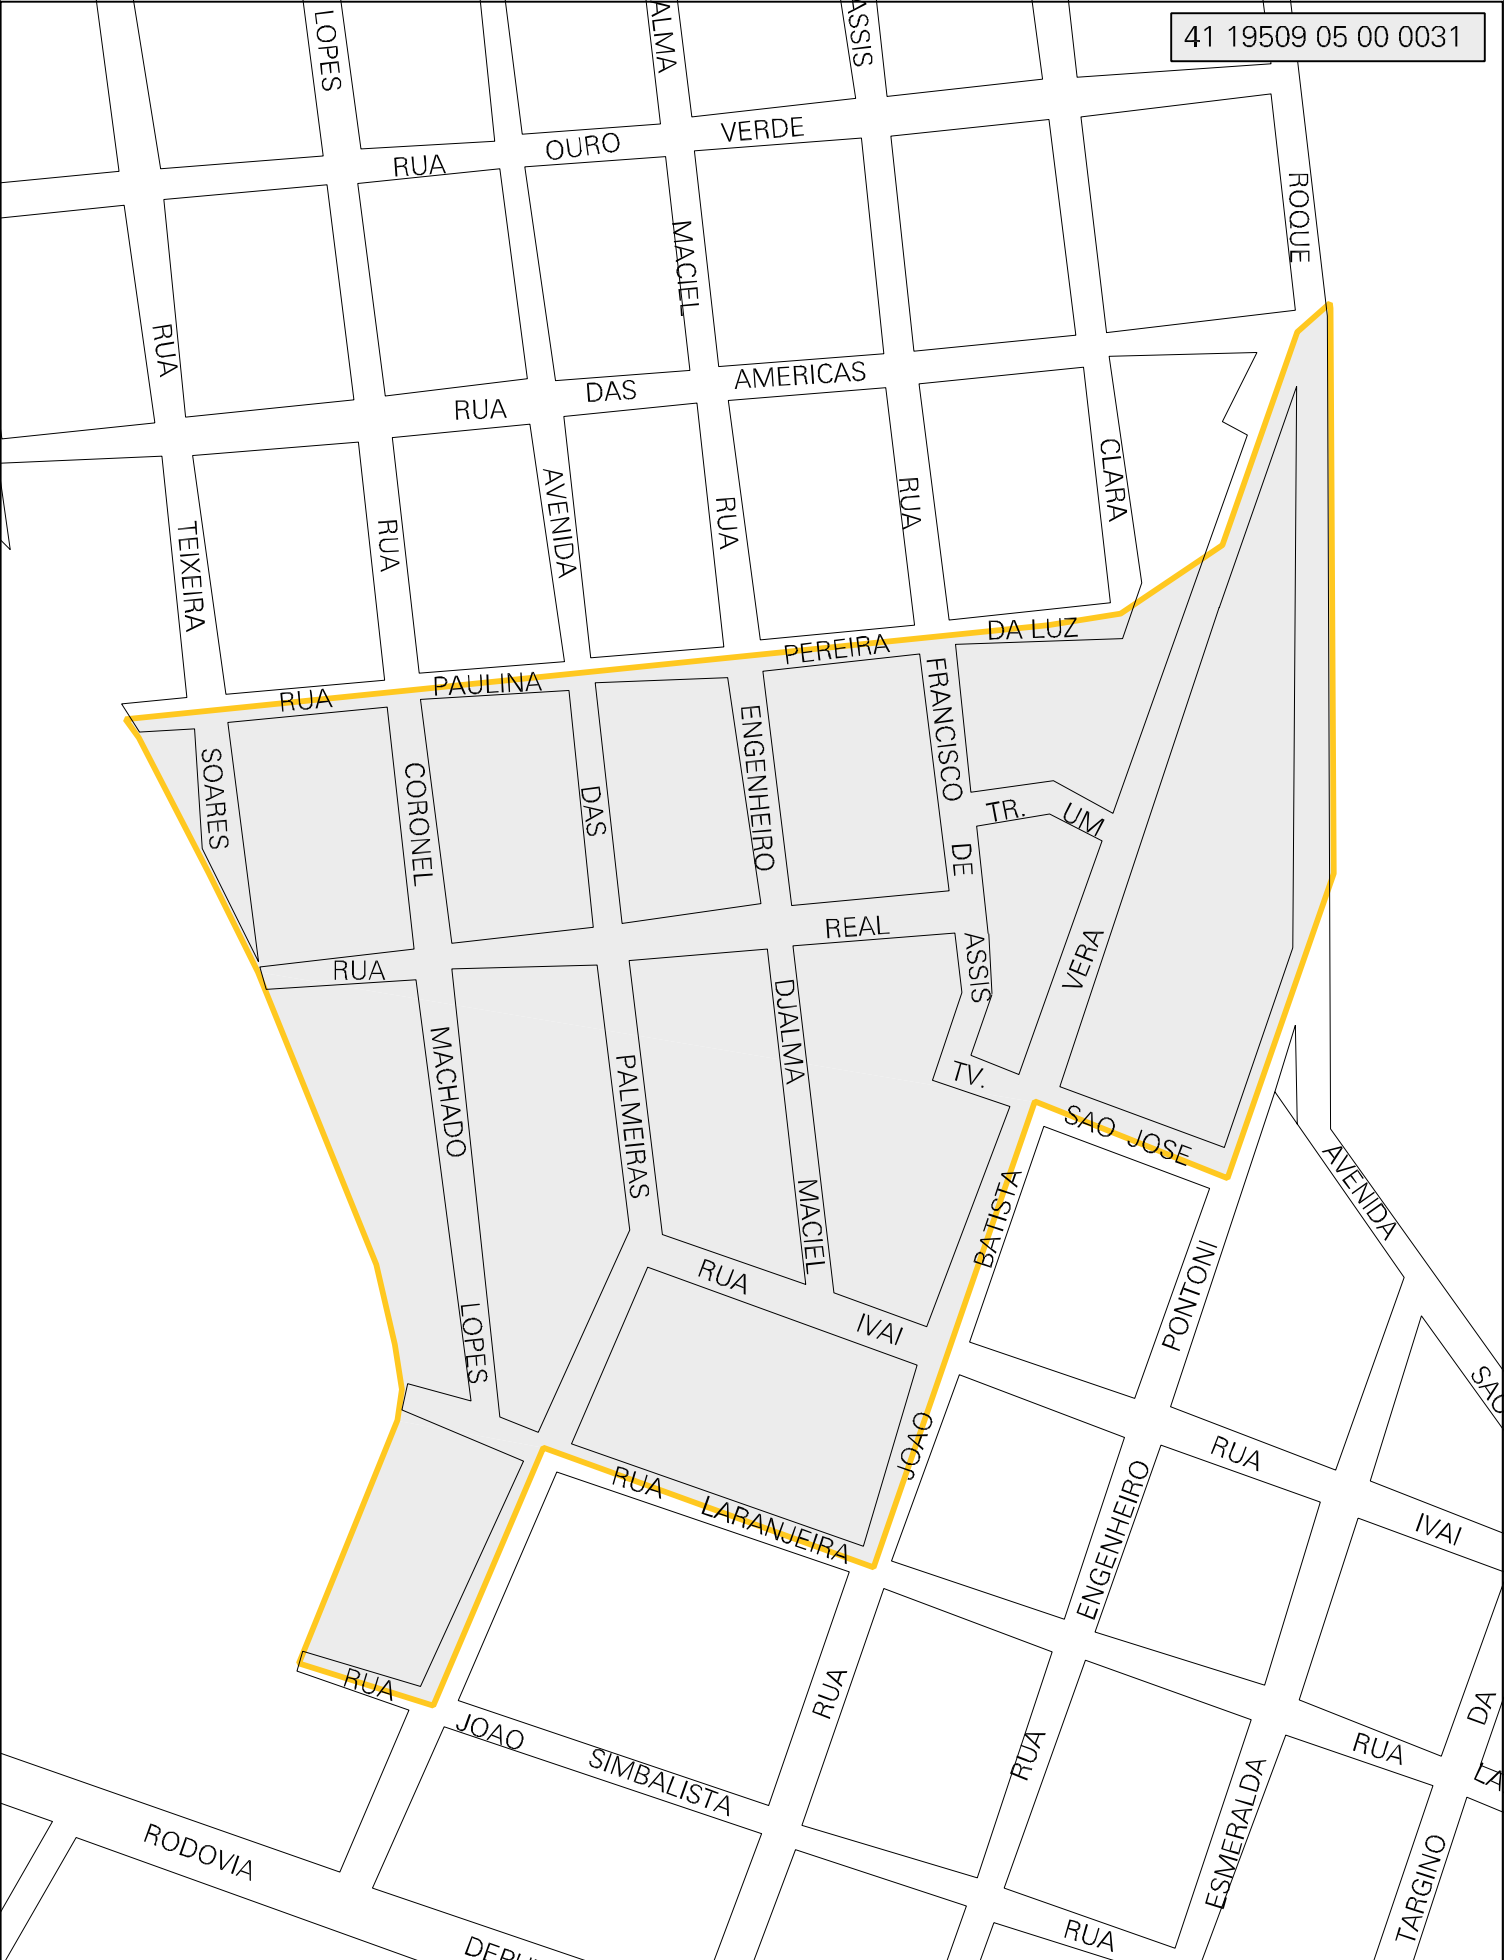 41 19509 05 00 0031
LOPES
ASSIS
RUA OURO VERDE
ROQUE
MACIEL
RUA
RUA DAS AMERICAS
CLARA
AVENIDA
RUA
RUA
RUA
TEIXEIRA
RUA PAULINA PEREIRA DA LUZ
SOARES
CORONEL
DAS
ENGENHEIRO
FRANCISCO
TR. UM
DE
ASSIS
RUA REAL
VERA
DJALMA
MACHADO
PALMEIRAS
TV. SAO JOSE
AVENIDA
BATISTA
MACIEL
PONTONI
RUA IVAI
LOPES
JOAO
RUA LARANJEIRA
RUA IVAI
ENGENHEIRO
RUA JOAO SIMBALISTA
RUA
RUA
DA
RUA
ESMERALDA
RODOVIA
TARGINO
RUA